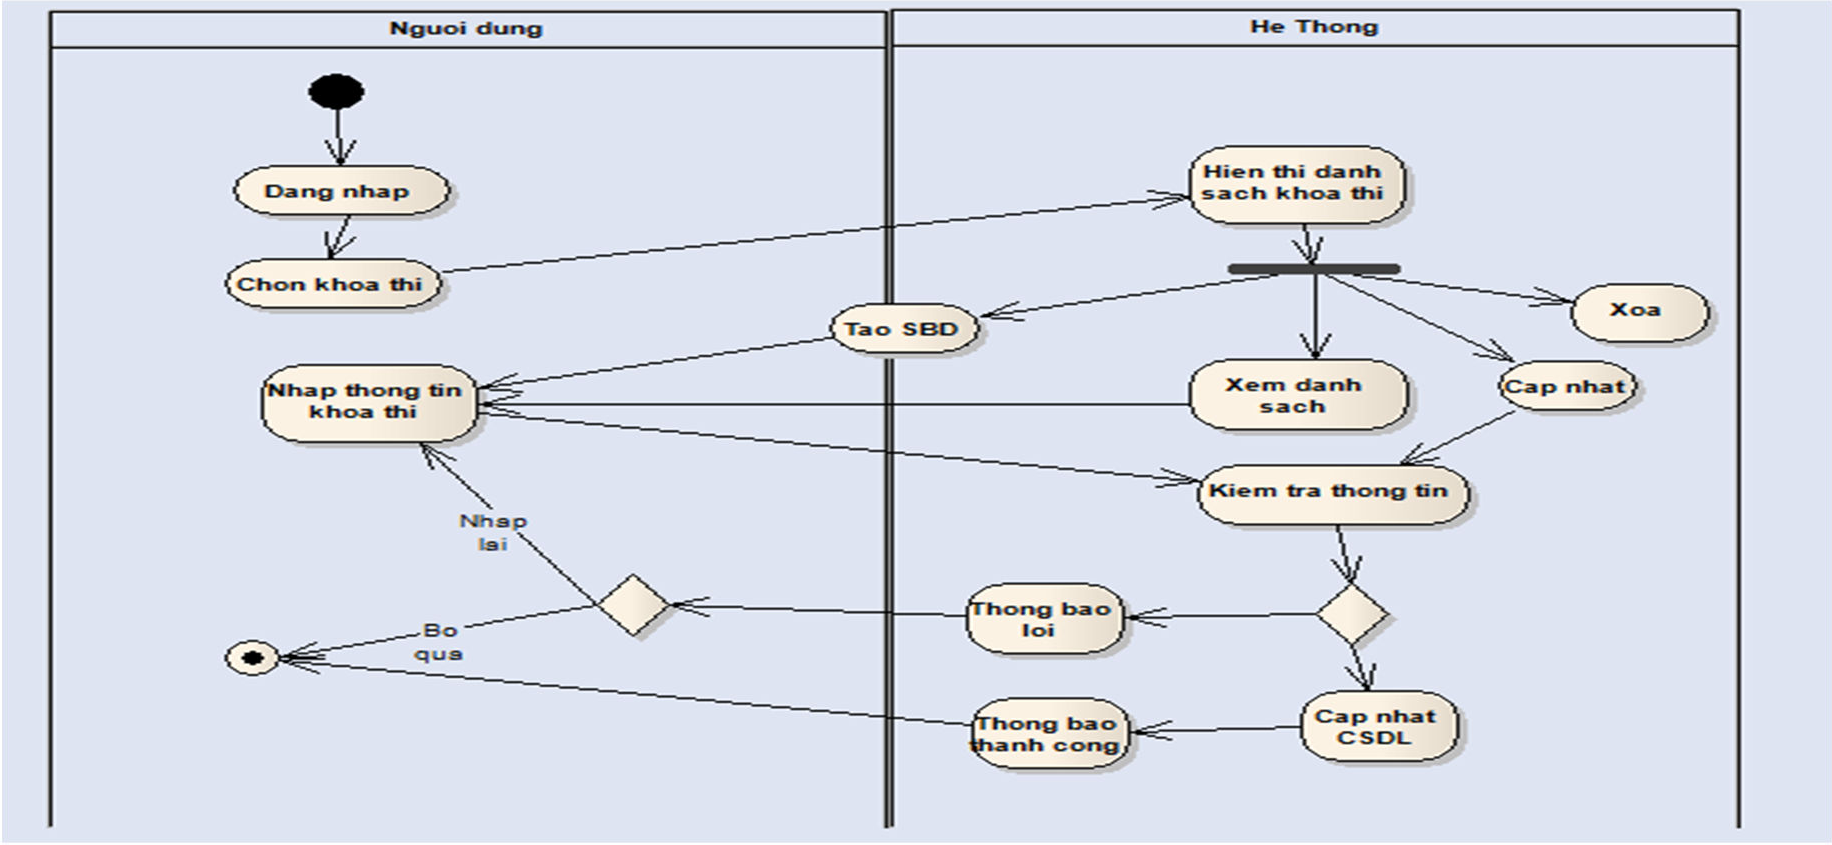 Nguoi dung
He Thong
Dang nhap
Chon khoa thi
Hien thi danh
sach khoa thi
Tao SBD
Xoa
Nhap thong tin
khoa thi
Xem danh
sach
Cap nhat
Kiem tra thong tin
Nhap
lai
Thong bao
loi
Bo
qua
Thong bao
thanh cong
Cap nhat
CSDL